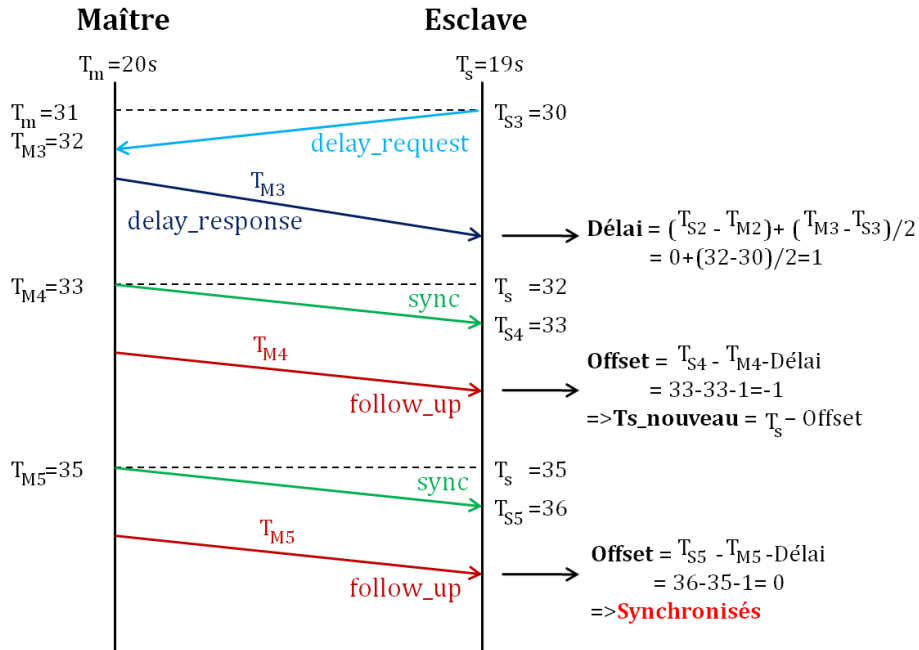 Maître Esclave
Tm=20s Ts=19s
Tm=31 TS3=30
TM3=32 delay_request
TM3
delay_response
Délai = (TS2 - TM2)+ (TM3 -TS3)/2
= 0+(32-30)/2=1
TM4=33 Ts =32
sync
TS4=33
TM4
Offset = TS4 - TM4-Délai
= 33-33-1=-1
follow_up
=>Ts_nouveau = Ts – Offset
TM5=35 Ts =35
sync
TS5=36
TM5
Offset = TS5 - TM5 -Délai
= 36-35-1= 0
follow_up
=>Synchronisés